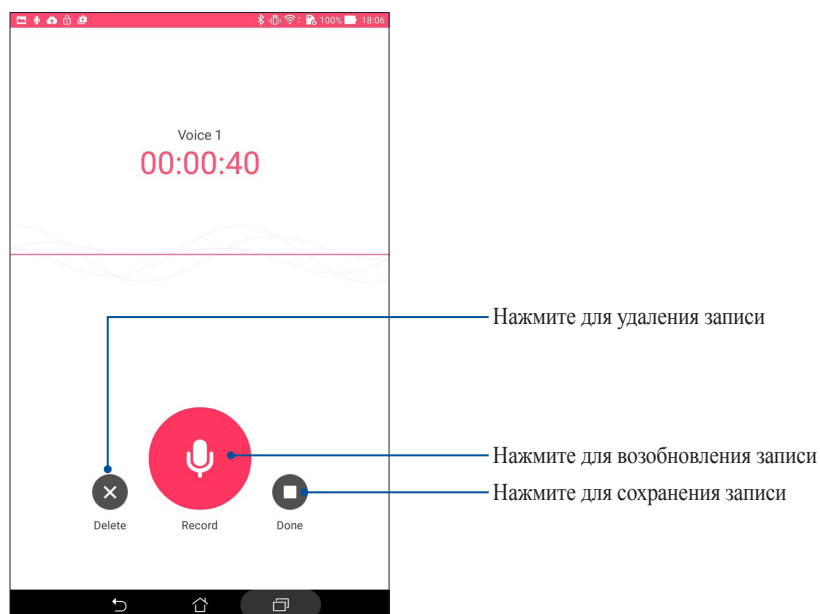 100% 18:06
Voice 1
00:00:40
Нажмите для удаления записи
Нажмите для возобновления записи
Нажмите для сохранения записи
Delete Record Done